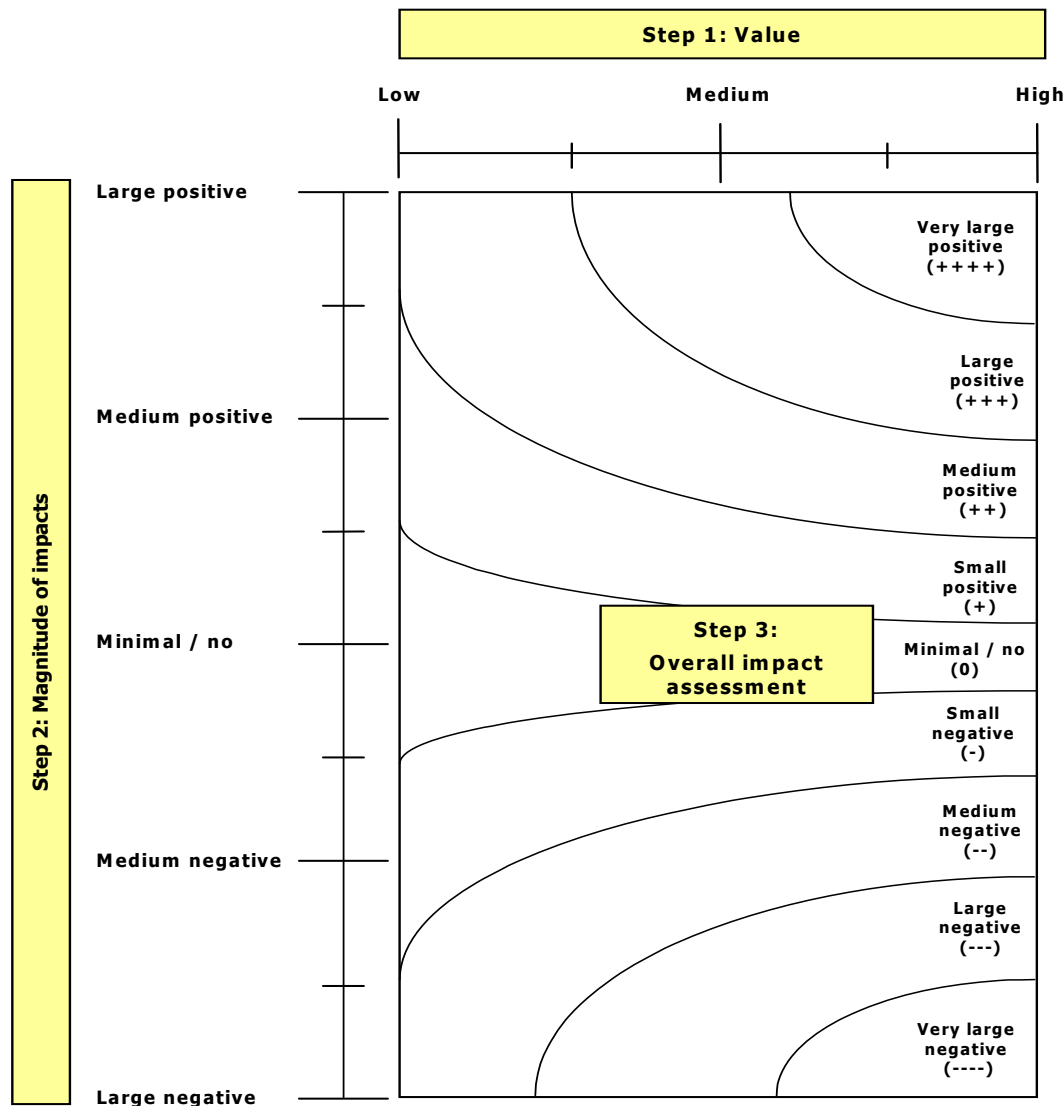 Step 1: Value
Low
Medium
High
Step 2: Magnitude of impacts
Large positive
Medium positive
Minimal / no
Medium negative
Large negative
Very large
positive
(++++)
Large
positive
(+++)
Medium
positive
(++)
Small
positive
(+)
Step 3:
Overall impact
assessment
Minimal / no
(0)
Small
negative
(-)
Medium
negative
(--)
Large
negative
(---)
Very large
negative
(----)